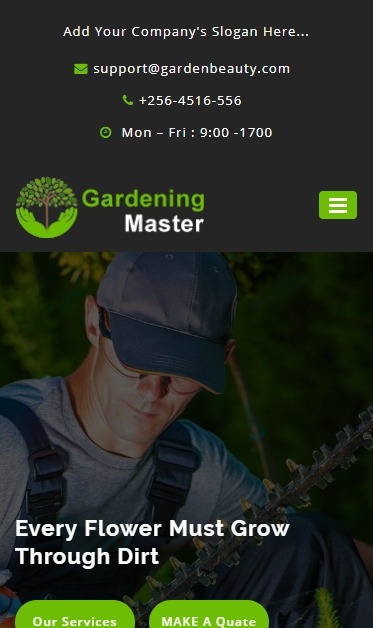 Add Your Company's Slogan Here...
support@gardenbeauty.com
+256-4516-556
Mon – Fri : 9:00 -1700
Gardening
Master
Every Flower Must Grow
Through Dirt
Our Services
MAKE A Quote